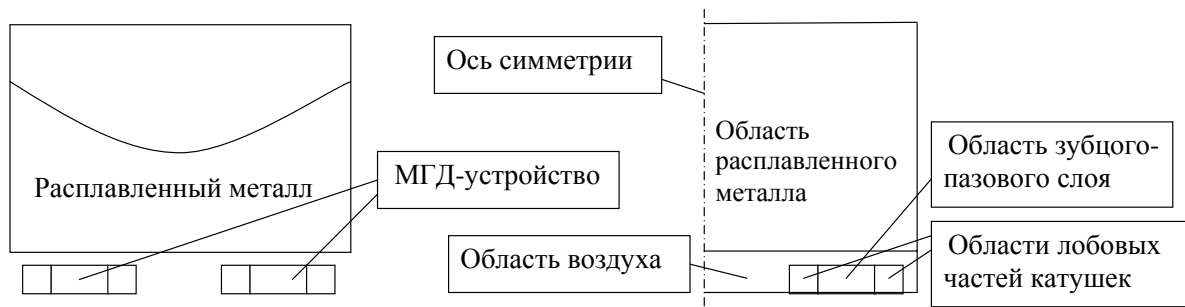 Расплавленный металл
МГД-устройство
Ось симметрии
Область
расплавленного
металла
Область воздуха
Область зубцого-
пазового слоя
Области лобовых
частей катушек